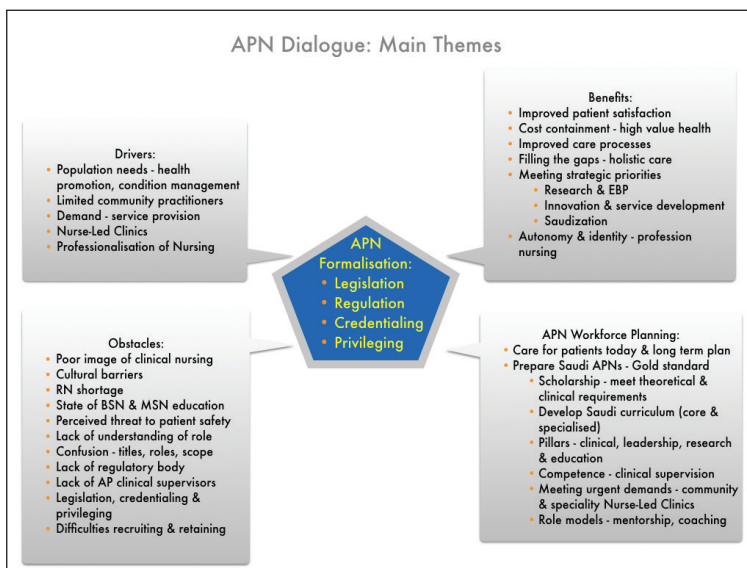 APN Dialogue: Main Themes
Drivers:
• Population needs - health
promotion, condition management
• Limited community practitioners
• Demand - service provision
• Nurse-Led Clinics
• Professionalisation of Nursing
Benefits:
• Improved patient satisfaction
• Cost containment - high value health
• Improved care processes
• Filling the gaps - holistic care
• Meeting strategic priorities
• Research & EBP
• Innovation & service development
• Saudization
• Autonomy & identity - profession
nursing
APN
Formalisation:
• Legislation
• Regulation
• Credentialing
• Privileging
Obstacles:
• Poor image of clinical nursing
• Cultural barriers
• RN shortage
• State of BSN & MSN education
• Perceived threat to patient safety
• Lack of understanding of role
• Confusion - titles, roles, scope
• Lack of regulatory body
• Lack of AP clinical supervisors
• Legislation, credentialing &
privileging
• Difficulties recruiting & retaining
APN Workforce Planning:
• Care for patients today & long term plan
• Prepare Saudi APNs - Gold standard
• Scholarship - meet theoretical &
clinical requirements
• Develop Saudi curriculum (core &
specialised)
• Pillars - clinical, leadership, research
& education
• Competence - clinical supervision
• Meeting urgent demands - community
& speciality Nurse-Led Clinics
• Role models - mentorship, coaching